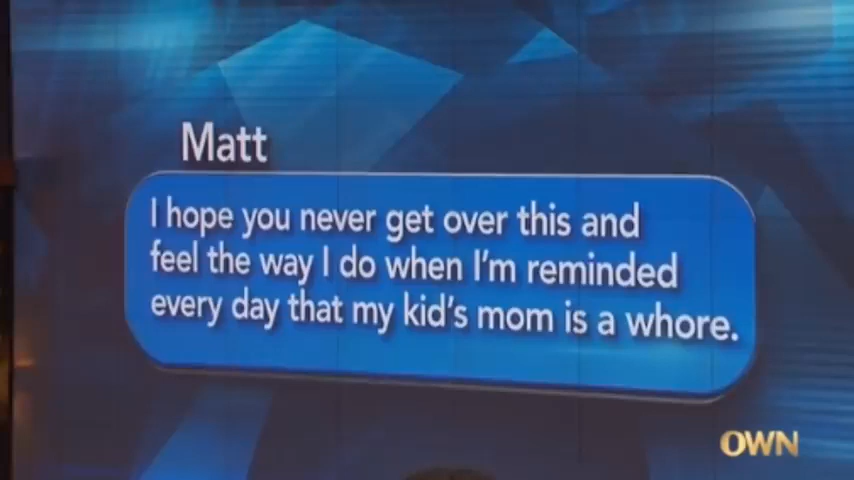 Matt
I hope you never get over this and
feel the way I do when I'm reminded
every day that my kid's mom is a whore.
OWN